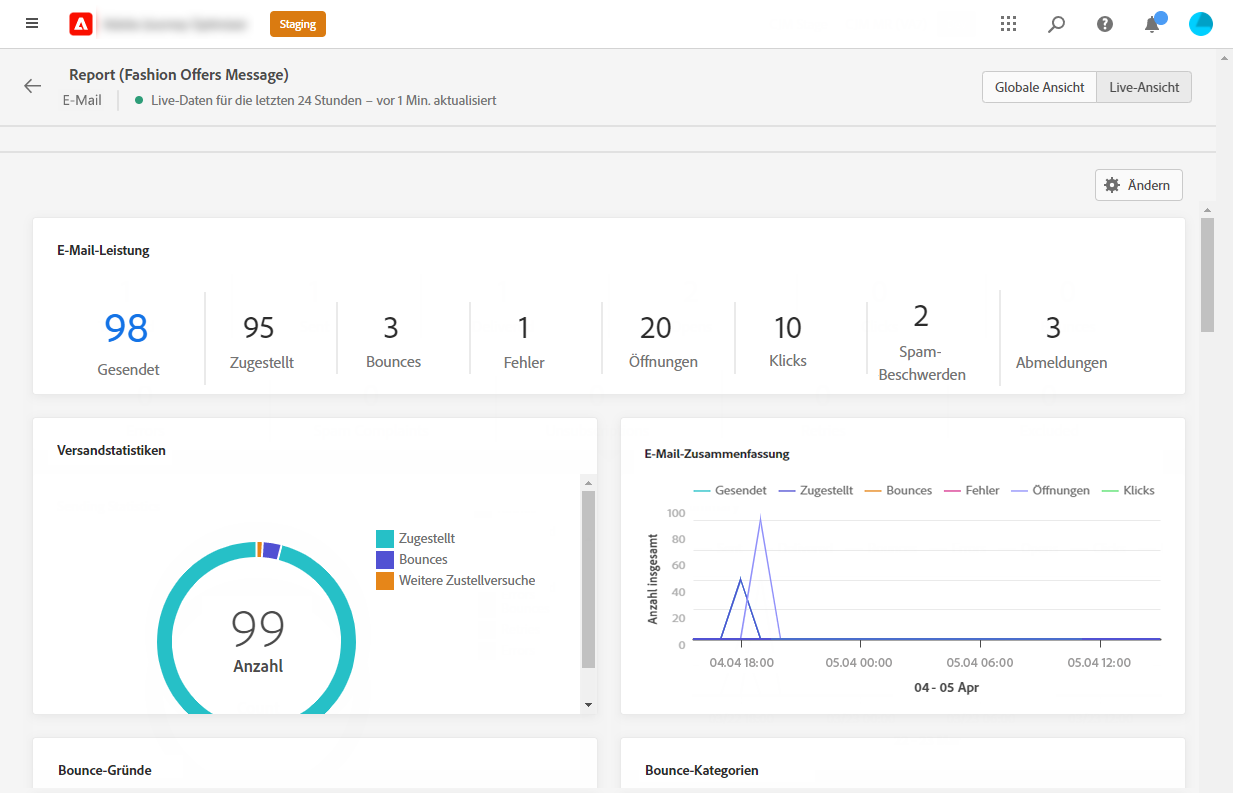 Staging
Report (Fashion Offers Message)
E-Mail
Live-Daten für die letzten 24 Stunden – vor 1 Min. aktualisiert
Globale Ansicht
Live-Ansicht
Ändern
E-Mail-Leistung
98
Gesendet
95
Zugestellt
3
Bounces
1
Fehler
20
Öffnungen
10
Klicks
2
Spam-
Beschwerden
3
Abmeldungen
Versandstatistiken
Zugestellt
Bounces
Weitere Zustellversuche
99
Anzahl
E-Mail-Zusammenfassung
Gesendet Zugestellt Bounces Fehler Öffnungen Klicks
Anzahl insgesamt
100
80
60
40
20
0
04.04 18:00 05.04 00:00 05.04 06:00 05.04 12:00
04 - 05 Apr
Bounce-Gründe
Bounce-Kategorien